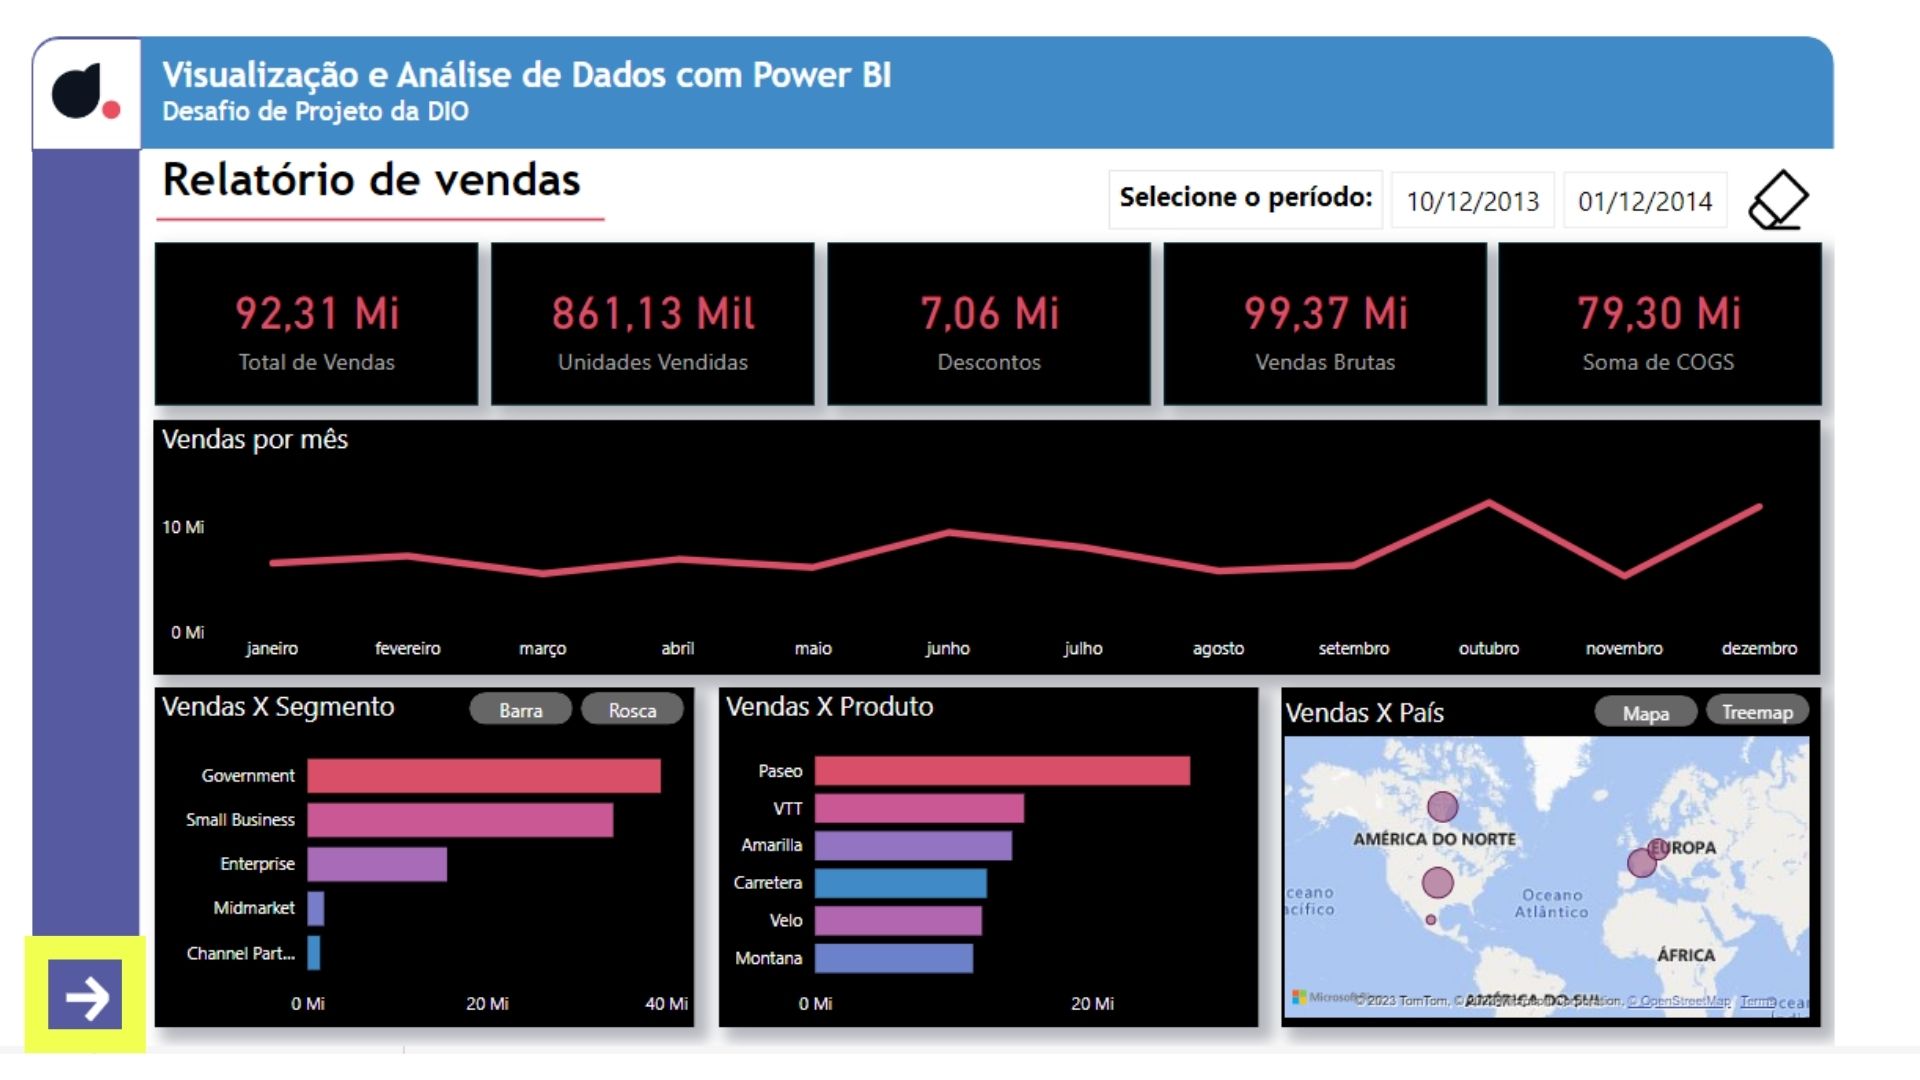 Visualização e Análise de Dados com Power BI
Desafio de Projeto da DIO
Relatório de vendas
Selecione o período:
10/12/2013
01/12/2014
92,31 Mi
Total de Vendas
861,13 Mil
Unidades Vendidas
7,06 Mi
Descontos
99,37 Mi
Vendas Brutas
79,30 Mi
Soma de COGS
Vendas por mês
10 Mi
0 Mi
janeiro
fevereiro
março
abril
maio
junho
julho
agosto
setembro
outubro
novembro
dezembro
Vendas X Segmento
Barra
Rosca
Government
Small Business
Enterprise
Midmarket
Channel Part...
0 Mi
20 Mi
40 Mi
Vendas X Produto
Paseo
VTT
Amarilla
Carretera
Velo
Montana
0 Mi
20 Mi
Vendas X País
Mapa
Treemap
AMÉRICA DO NORTE
EUROPA
ceano
acífico
Oceano
Atlântico
ÁFRICA
AMÉRICA DO SUL
© 2023 TomTom, © OpenStreetMap Terms